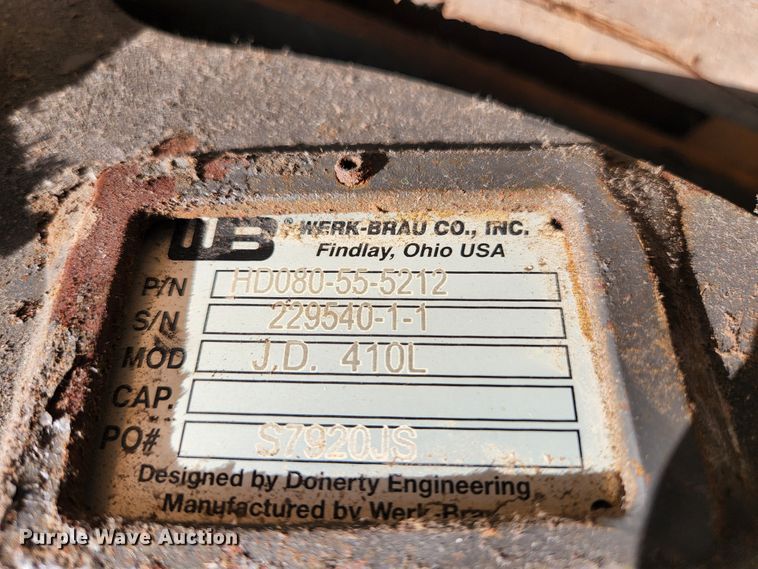 WB® WERK-BRAU CO., INC.
Findlay, Ohio USA
P/N HD080-55-5212
S/N 229540-1-1
MOD J.D. 410L
CAP.
PO# S7920JS
Designed by Doherty Engineering
Manufactured by Werk-Brau
Purple Wave Auction